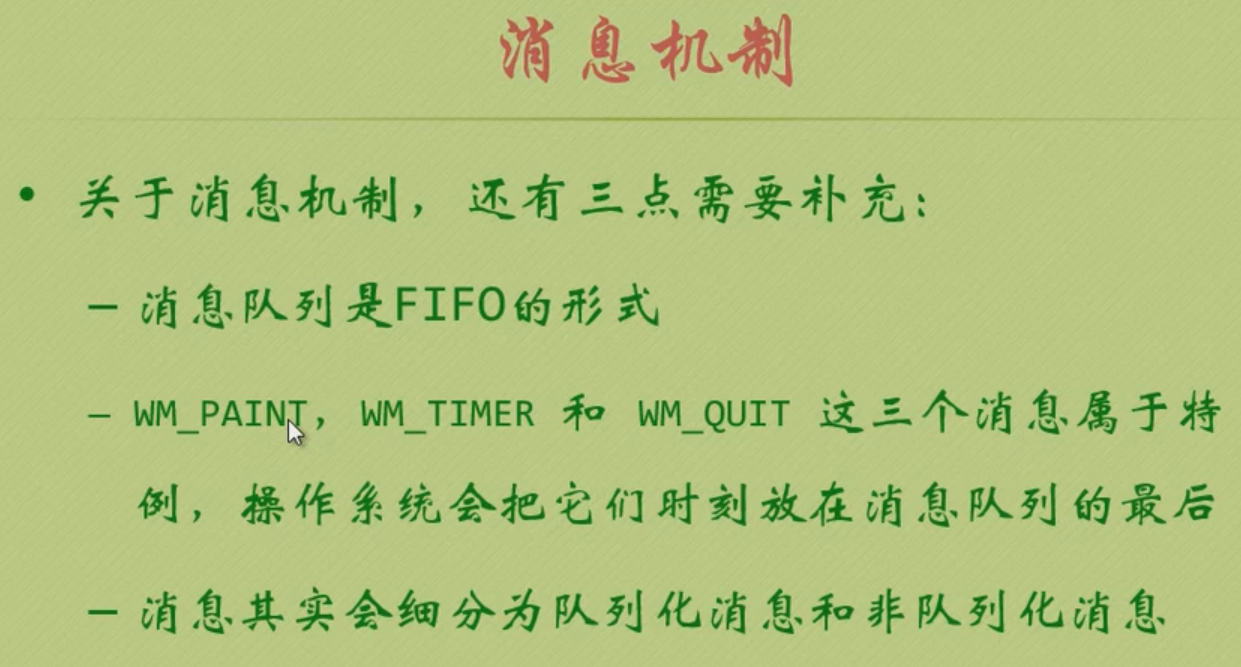 消息机制
• 关于消息机制，还有三点需要补充：
– 消息队列是FIFO的形式
– WM_PAINT，WM_TIMER 和 WM_QUIT 这三个消息属于特
例，操作系统会把它们时刻放在消息队列的最后
– 消息其实会细分为队列化消息和非队列化消息